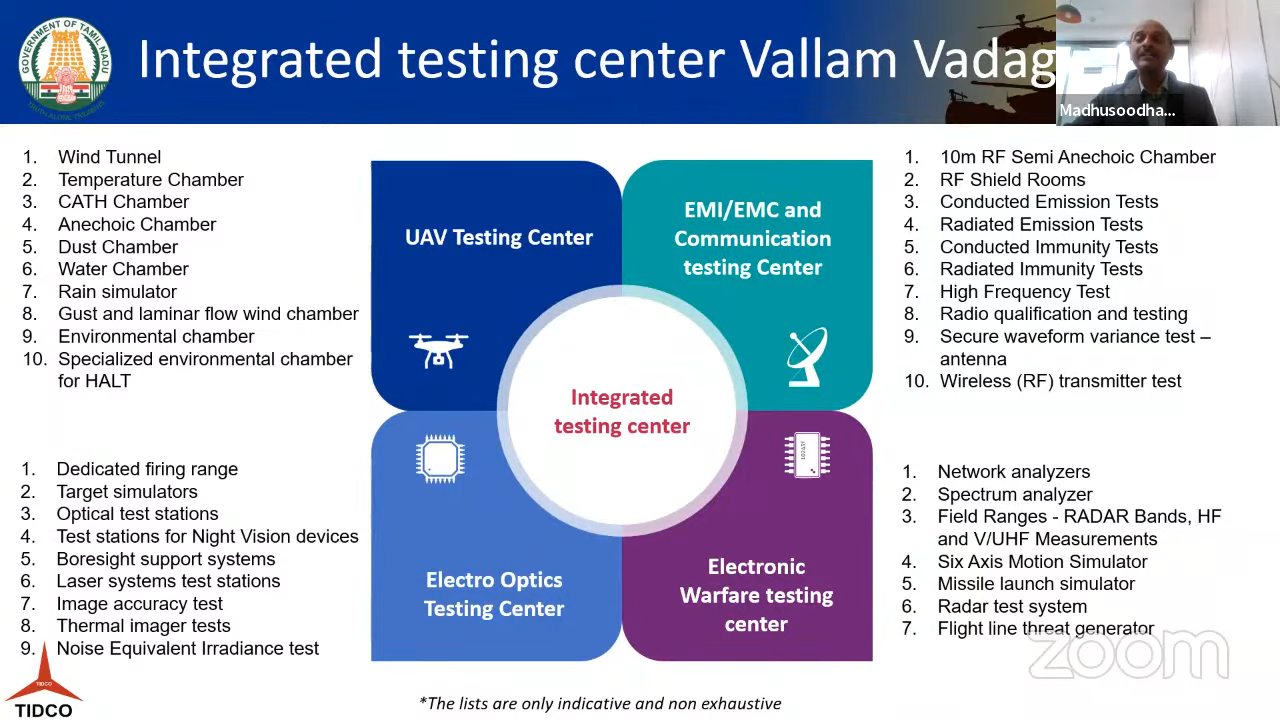 GOVERNMENT OF TAMIL NADU
TRUTH ALONE TRIUMPHS
Integrated testing center Vallam Vadag
Madhusoodha...
1. Wind Tunnel
2. Temperature Chamber
3. CATH Chamber
4. Anechoic Chamber
5. Dust Chamber
6. Water Chamber
7. Rain simulator
8. Gust and laminar flow wind chamber
9. Environmental chamber
10. Specialized environmental chamber
for HALT
UAV Testing Center
EMI/EMC and
Communication
testing Center
1. 10m RF Semi Anechoic Chamber
2. RF Shield Rooms
3. Conducted Emission Tests
4. Radiated Emission Tests
5. Conducted Immunity Tests
6. Radiated Immunity Tests
7. High Frequency Test
8. Radio qualification and testing
9. Secure waveform variance test –
antenna
10. Wireless (RF) transmitter test
Integrated
testing center
1. Dedicated firing range
2. Target simulators
3. Optical test stations
4. Test stations for Night Vision devices
5. Boresight support systems
6. Laser systems test stations
7. Image accuracy test
8. Thermal imager tests
9. Noise Equivalent Irradiance test
Electro Optics
Testing Center
Electronic
Warfare testing
center
1. Network analyzers
2. Spectrum analyzer
3. Field Ranges - RADAR Bands, HF
and V/UHF Measurements
4. Six Axis Motion Simulator
5. Missile launch simulator
6. Radar test system
7. Flight line threat generator
zoom
TIDCO
TIDCO
*The lists are only indicative and non exhaustive